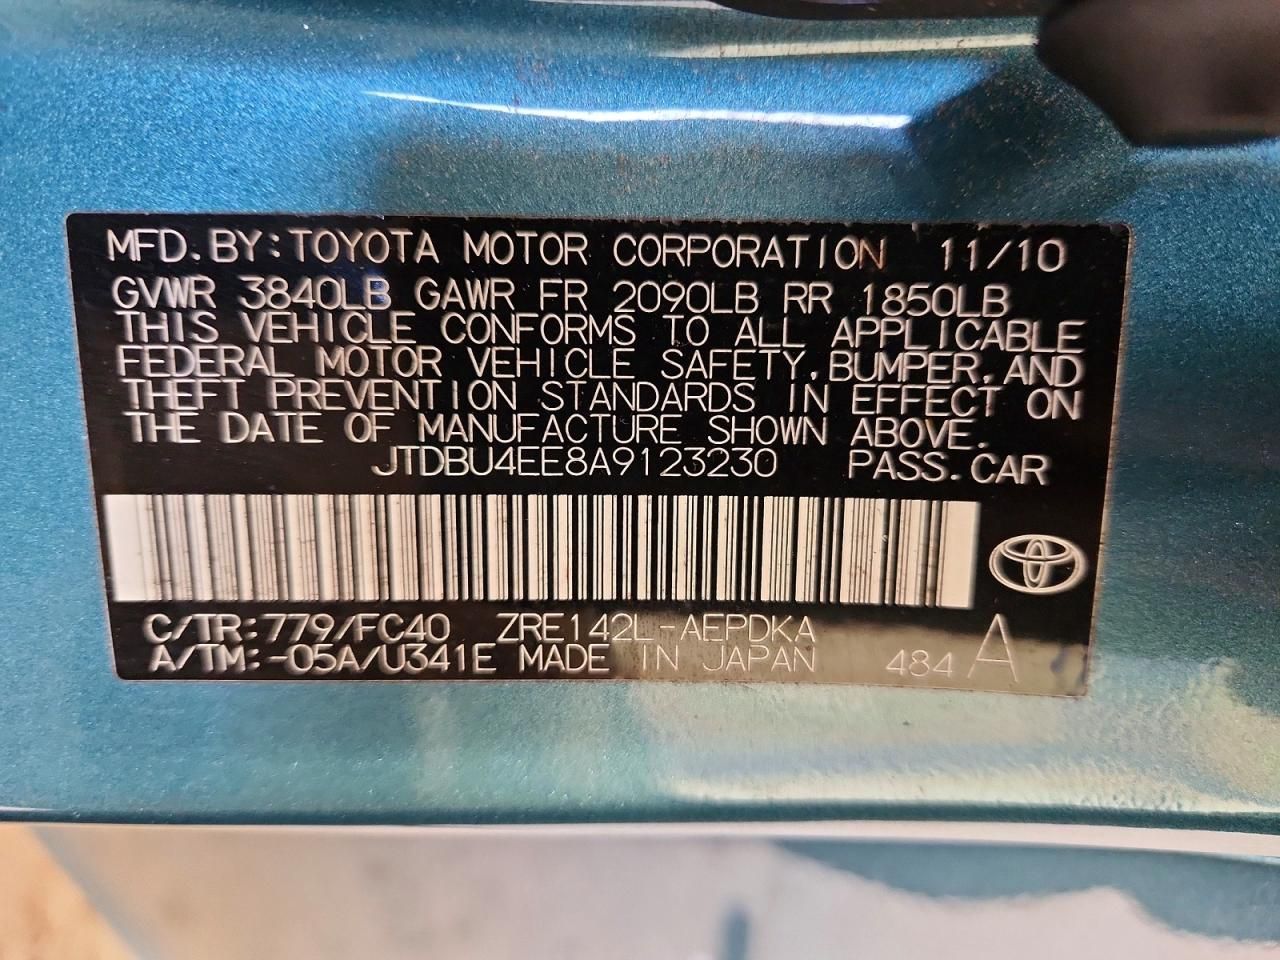 MFD.BY:TOYOTA MOTOR CORPORATION 11/10
GVWR 3840LB GAWR FR 2090LB RR 1850LB
THIS VEHICLE CONFORMS TO ALL APPLICABLE
FEDERAL MOTOR VEHICLE SAFETY, BUMPER, AND
THEFT PREVENTION STANDARDS IN EFFECT ON
THE DATE OF MANUFACTURE SHOWN ABOVE.
JTDBU4EE8A9123230 PASS.CAR
C/TR:779/FC40 ZRE142L-AEPDKA
A/TM:-05A/U341E MADE IN JAPAN 484 A